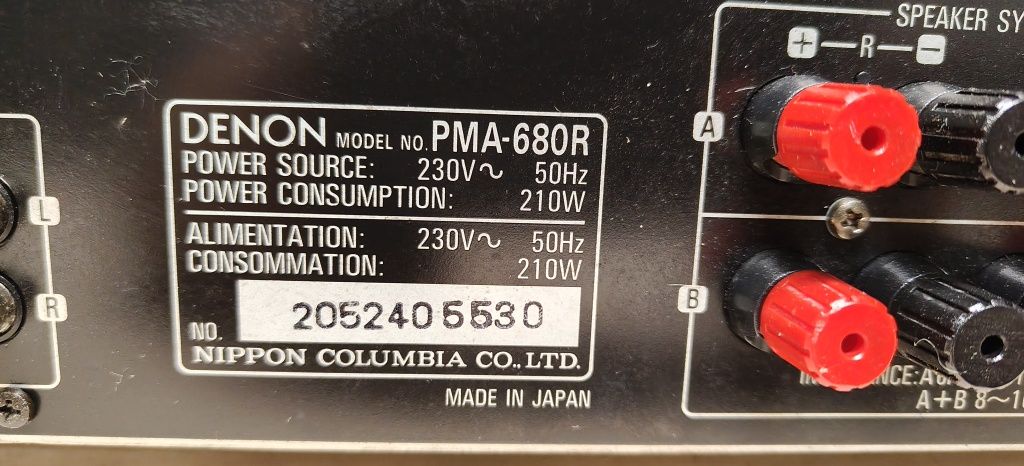 SPEAKER SY
+ R −
A
B
L
R
DENON MODEL NO. PMA-680R
POWER SOURCE: 230V~ 50Hz
POWER CONSUMPTION: 210W
ALIMENTATION: 230V~ 50Hz
CONSOMMATION: 210W
NO. 2052405530
NIPPON COLUMBIA CO., LTD.
MADE IN JAPAN
A+B 8~